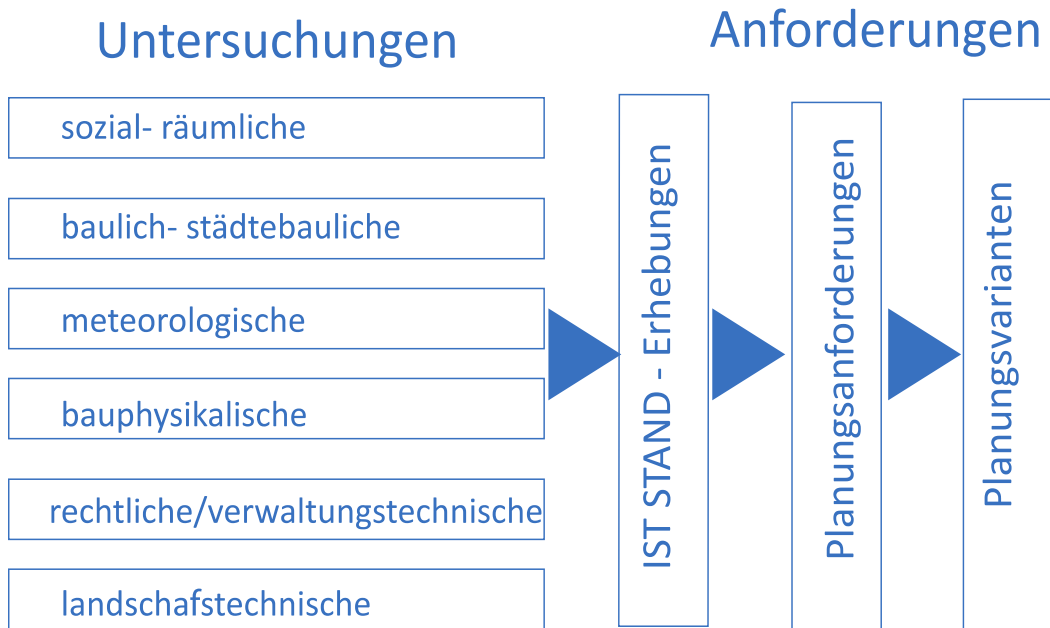 Untersuchungen
Anforderungen
sozial- räumliche
baulich- städtebauliche
meteorologische
bauphysikalische
rechtliche/verwaltungstechnische
landschafstechnische
IST STAND - Erhebungen
Planungsanforderungen
Planungsvarianten